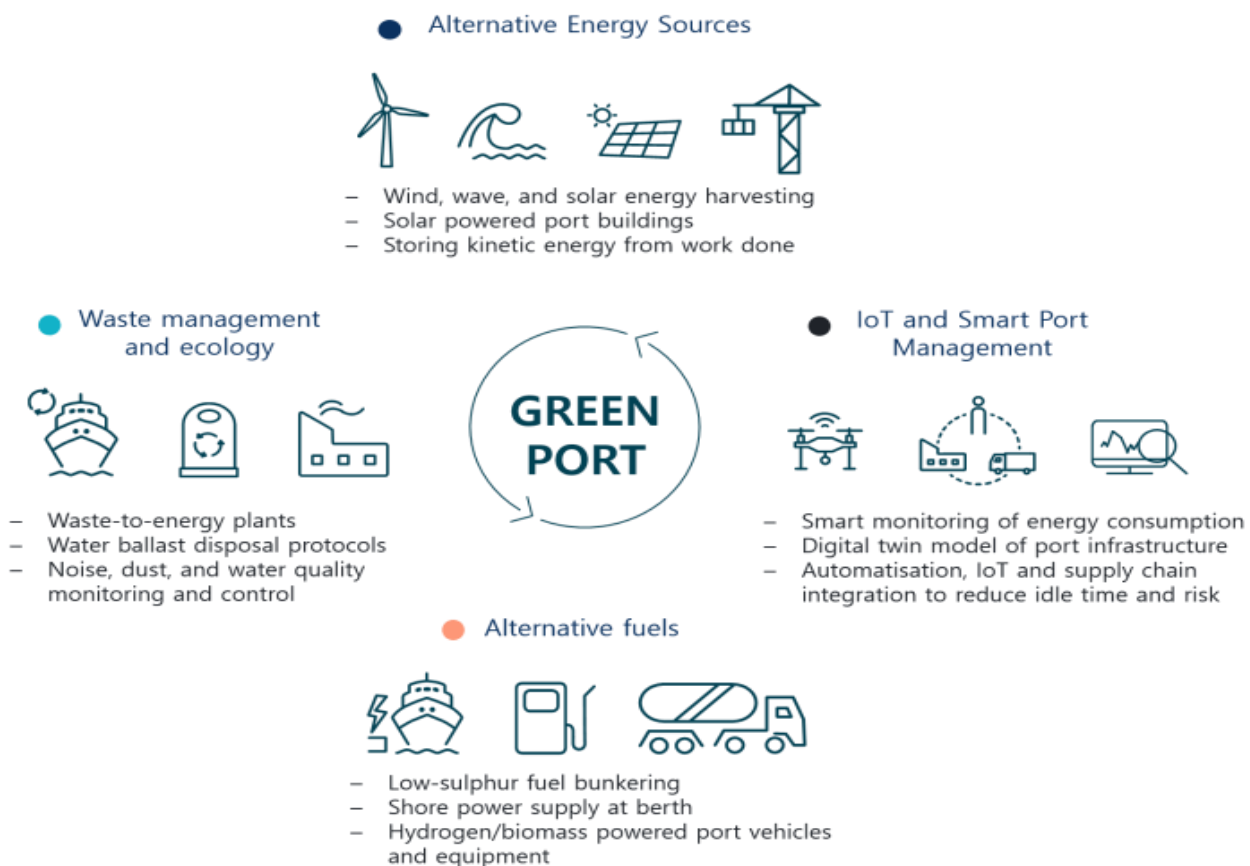 Alternative Energy Sources
– Wind, wave, and solar energy harvesting
– Solar powered port buildings
– Storing kinetic energy from work done
Waste management
and ecology
– Waste-to-energy plants
– Water ballast disposal protocols
– Noise, dust, and water quality
monitoring and control
GREEN
PORT
IoT and Smart Port
Management
– Smart monitoring of energy consumption
– Digital twin model of port infrastructure
– Automatisation, IoT and supply chain
integration to reduce idle time and risk
Alternative fuels
– Low-sulphur fuel bunkering
– Shore power supply at berth
– Hydrogen/biomass powered port vehicles
and equipment